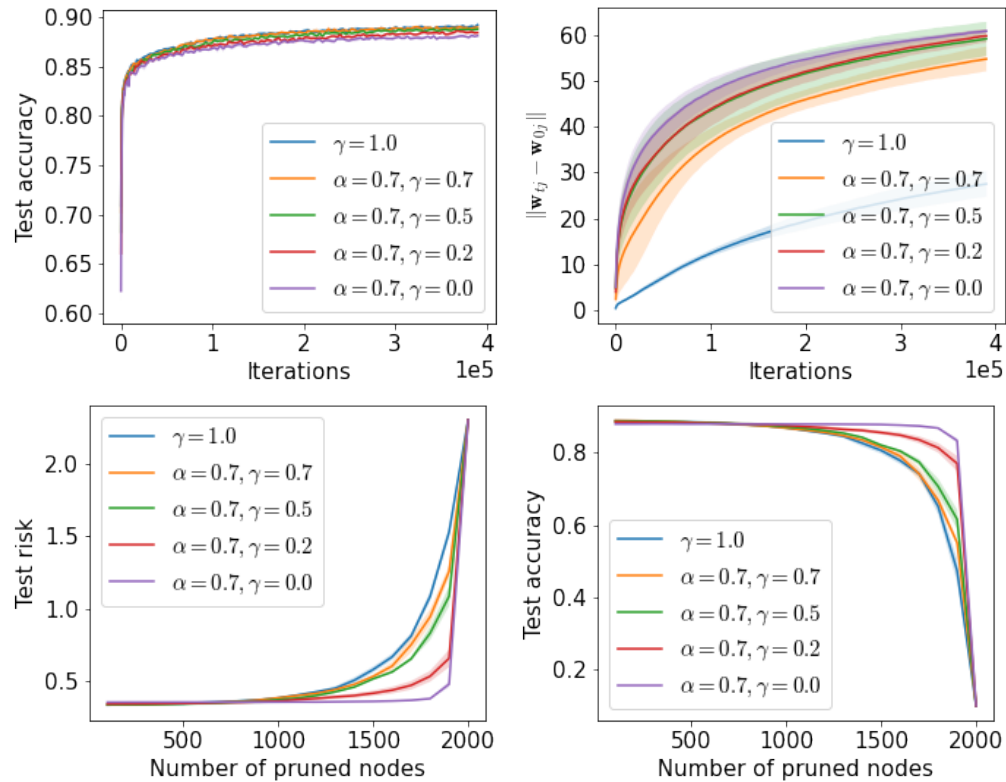 0.90
0.85
0.80
0.75
0.70
0.65
0.60
Test accuracy
γ = 1.0
α = 0.7, γ = 0.7
α = 0.7, γ = 0.5
α = 0.7, γ = 0.2
α = 0.7, γ = 0.0
0 1 2 3 4
1e5
Iterations
60
50
40
30
20
10
0
‖w_{tj} − w_{0j}‖
γ = 1.0
α = 0.7, γ = 0.7
α = 0.7, γ = 0.5
α = 0.7, γ = 0.2
α = 0.7, γ = 0.0
0 1 2 3 4
1e5
Iterations
2.0
1.5
1.0
0.5
Test risk
γ = 1.0
α = 0.7, γ = 0.7
α = 0.7, γ = 0.5
α = 0.7, γ = 0.2
α = 0.7, γ = 0.0
500 1000 1500 2000
Number of pruned nodes
0.8
0.6
0.4
0.2
Test accuracy
γ = 1.0
α = 0.7, γ = 0.7
α = 0.7, γ = 0.5
α = 0.7, γ = 0.2
α = 0.7, γ = 0.0
500 1000 1500 2000
Number of pruned nodes